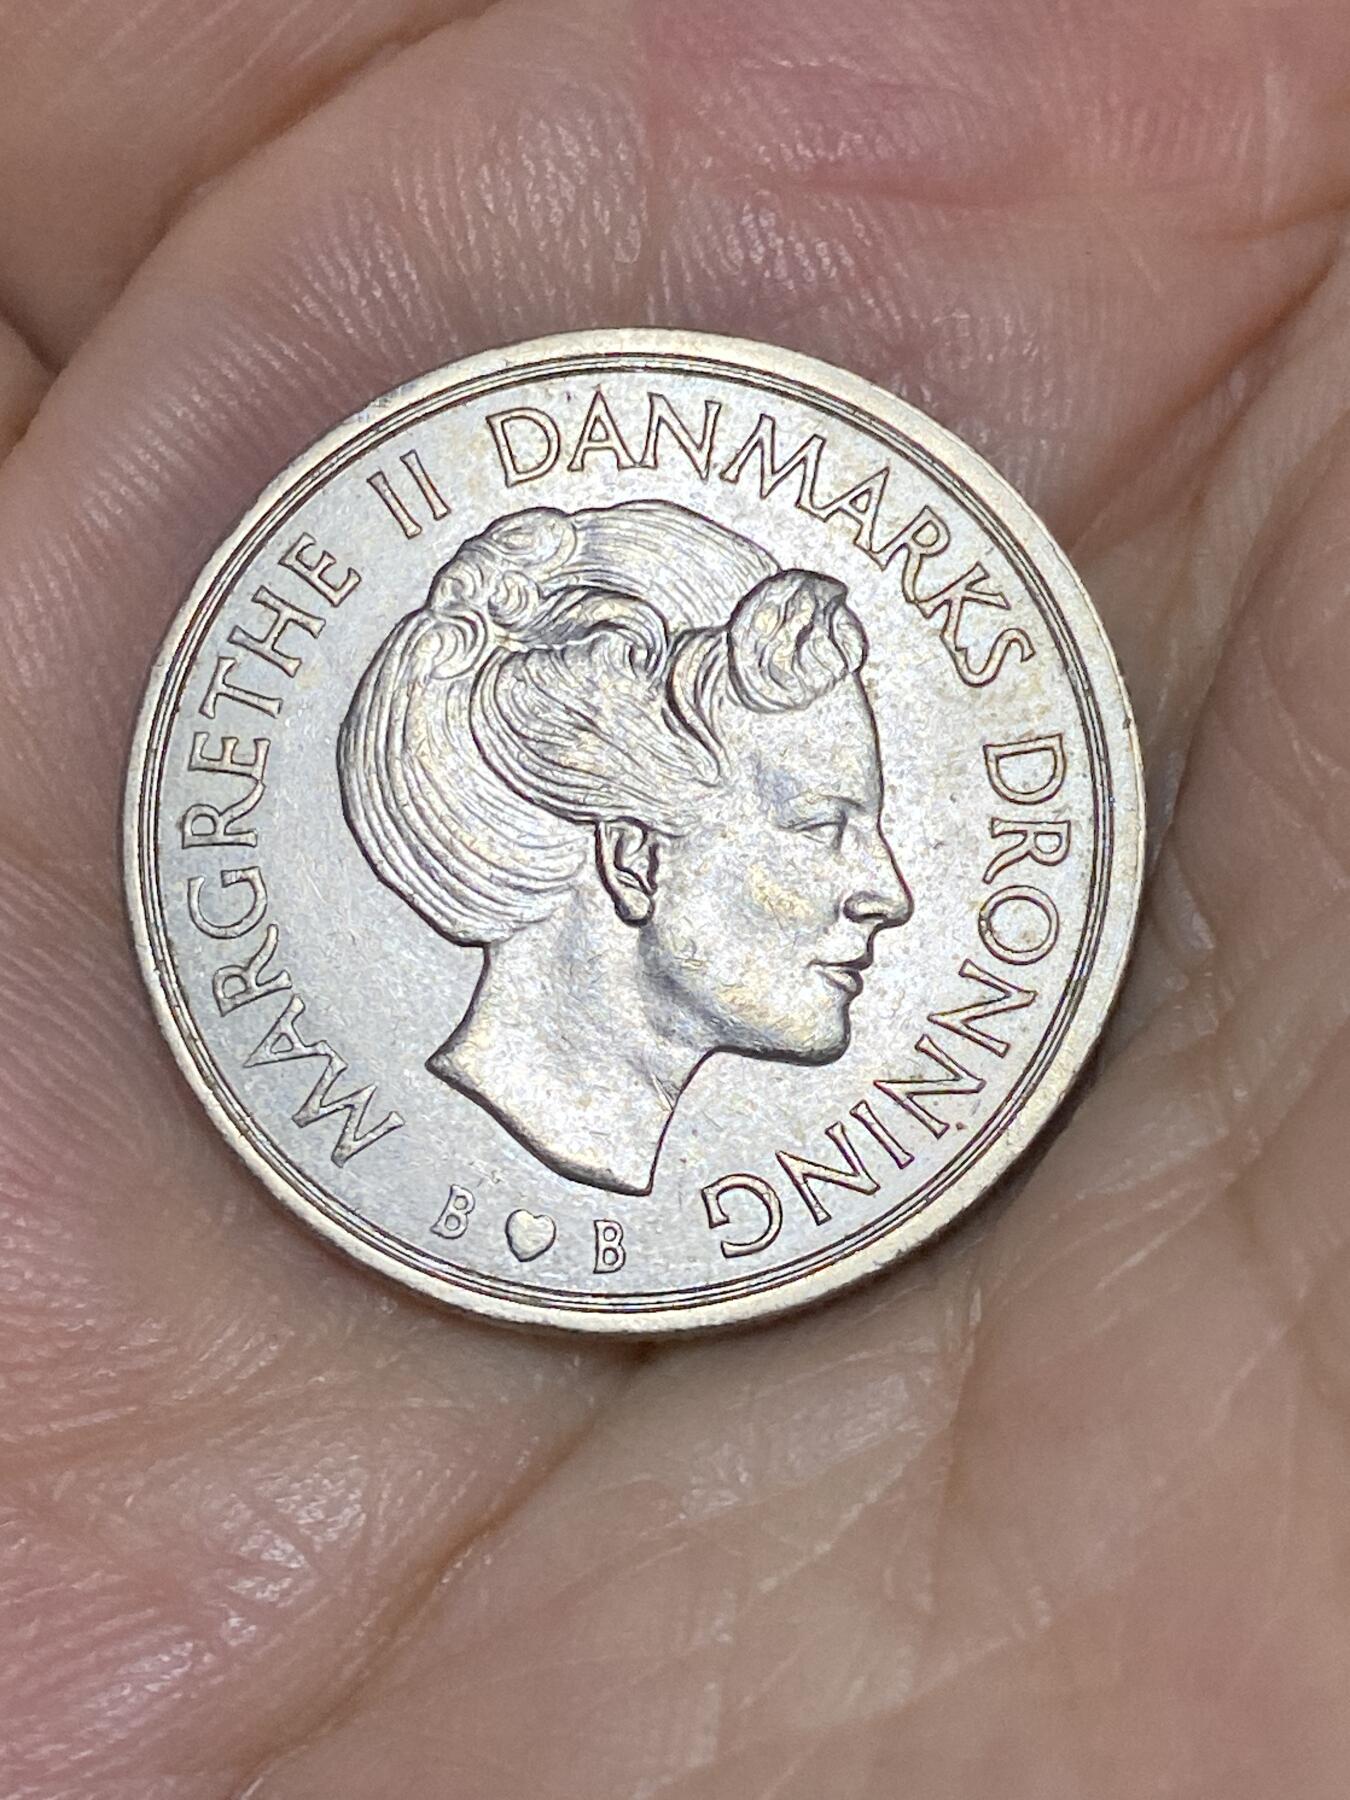 MARGRETHE II DANMARKS DRONNING
B ♥ B